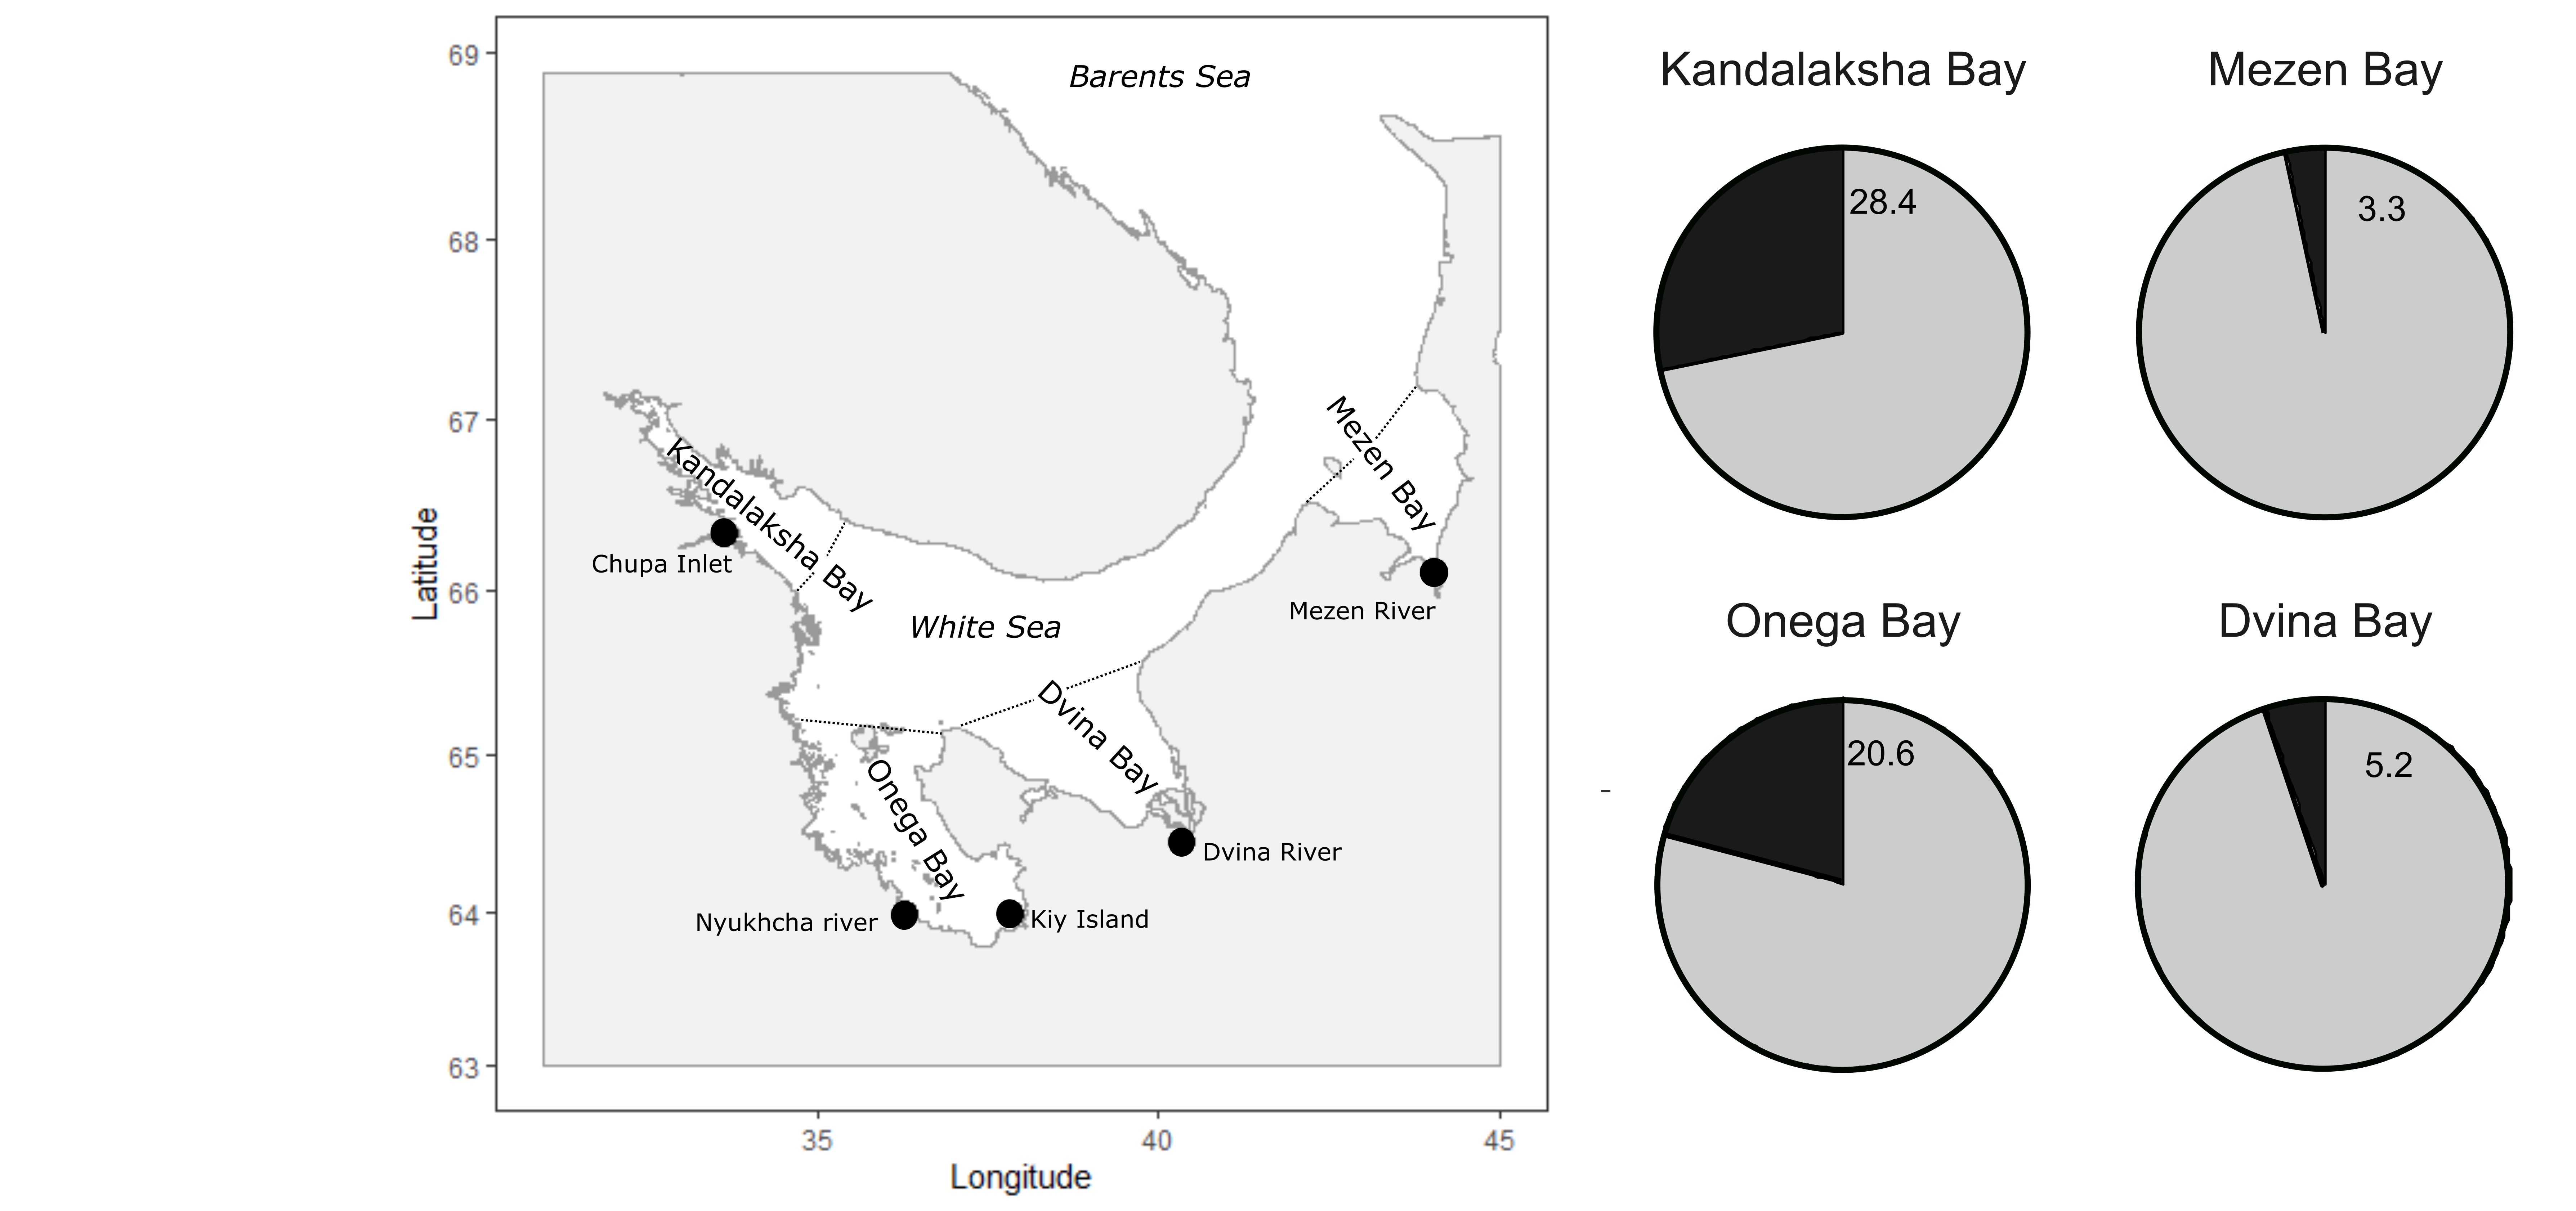 69
68
67
66
65
64
63
Latitude
35
40
45
Longitude
Barents Sea
White Sea
Kandalaksha Bay
Mezen Bay
Dvina Bay
Onega Bay
Chupa Inlet
Mezen River
Dvina River
Nyukhcha river
Kiy Island
Kandalaksha Bay
28.4
Mezen Bay
3.3
-
Onega Bay
20.6
Dvina Bay
5.2